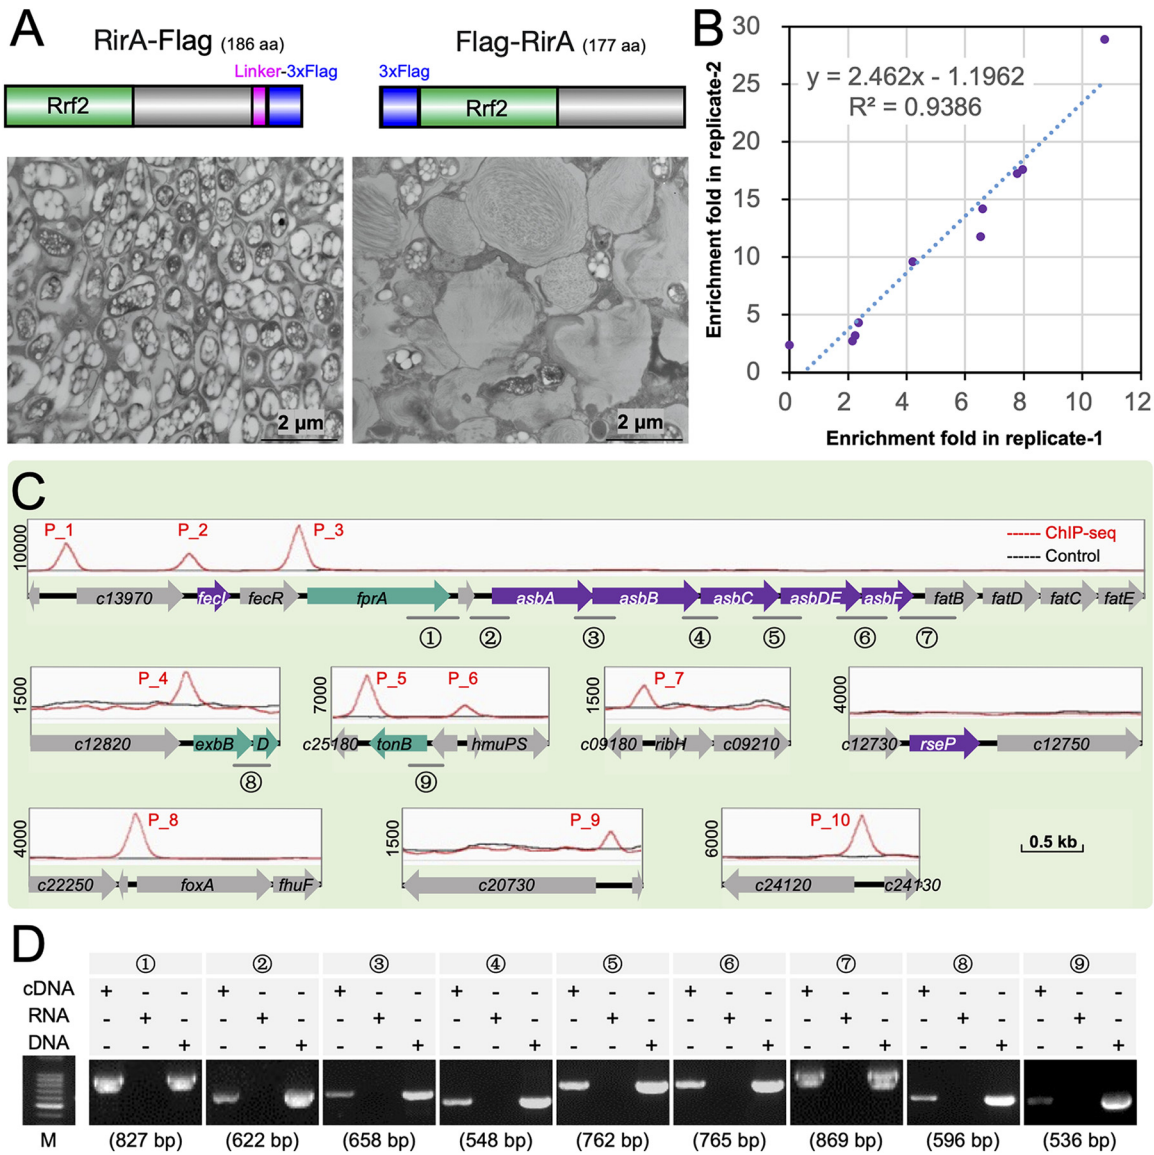 A
RirA-Flag (186 aa)
Linker-3xFlag
Rrf2
Flag-RirA (177 aa)
3xFlag
Rrf2
2 μm
2 μm
B
Enrichment fold in replicate-2
30
25
20
15
10
5
0
y = 2.462x - 1.1962
R² = 0.9386
0 2 4 6 8 10 12
Enrichment fold in replicate-1
C
10000
P_1 P_2 P_3
ChIP-seq
Control
c13970 fecI fecR fprA asbA asbB asbC asbDE asbF fatB fatD fatC fatE
① ② ③ ④ ⑤ ⑥ ⑦
1500
P_4
c12820 exbB D
⑧
7000
P_5 P_6
c25180 tonB hmuPS
⑨
1500
P_7
c09180 ribH c09210
4000
c12730 rseP c12750
4000
P_8
c22250 foxA fhuF
1500
P_9
c20730
6000
P_10
c24120 c24130
0.5 kb
D
① ② ③ ④ ⑤ ⑥ ⑦ ⑧ ⑨
cDNA + - - + - - + - - + - - + - - + - - + - - + - - + - -
RNA - + - - + - - + - - + - - + - - + - - + - - + - - + -
DNA - - + - - + - - + - - + - - + - - + - - + - - + - - +
M (827 bp) (622 bp) (658 bp) (548 bp) (762 bp) (765 bp) (869 bp) (596 bp) (536 bp)